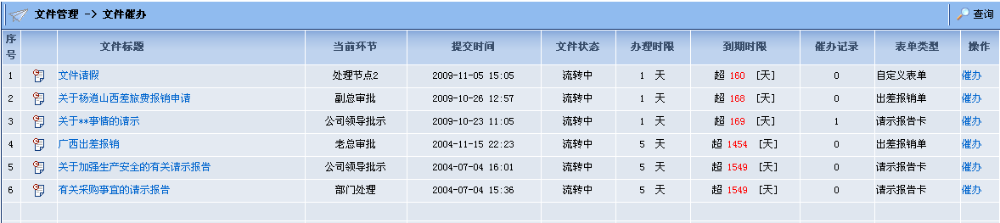 文件管理 -> 文件催办 查询
序号 文件标题 当前环节 提交时间 文件状态 办理时限 到期时限 催办记录 表单类型 操作
1 文件请假 处理节点2 2009-11-05 15:05 流转中 1 天 超 160 [天] 0 自定义表单 催办
2 关于杨道山西差旅费报销申请 副总审批 2009-10-26 12:57 流转中 1 天 超 168 [天] 0 出差报销单 催办
3 关于**事情的请示 公司领导批示 2009-10-23 11:05 流转中 1 天 超 169 [天] 1 请示报告卡 催办
4 广西出差报销 老总审批 2004-11-15 22:23 流转中 5 天 超 1454 [天] 0 出差报销单 催办
5 关于加强生产安全的有关请示报告 公司领导批示 2004-07-04 16:01 流转中 5 天 超 1549 [天] 0 请示报告卡 催办
6 有关采购事宜的请示报告 部门处理 2004-07-04 15:36 流转中 5 天 超 1549 [天] 0 请示报告卡 催办